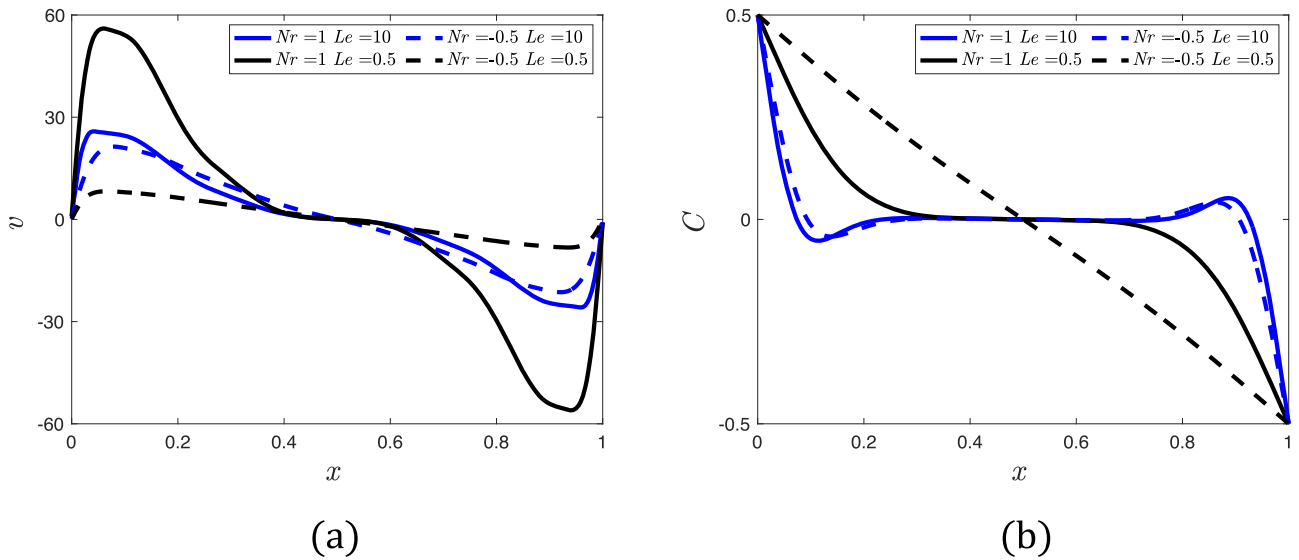 60
30
0
-30
-60
v
Nr =1 Le =10
Nr =-0.5 Le =10
Nr =1 Le =0.5
Nr =-0.5 Le =0.5
0
0.2
0.4
0.6
0.8
1
x
(a)
0.5
0
-0.5
C
Nr =1 Le =10
Nr =-0.5 Le =10
Nr =1 Le =0.5
Nr =-0.5 Le =0.5
0
0.2
0.4
0.6
0.8
1
x
(b)